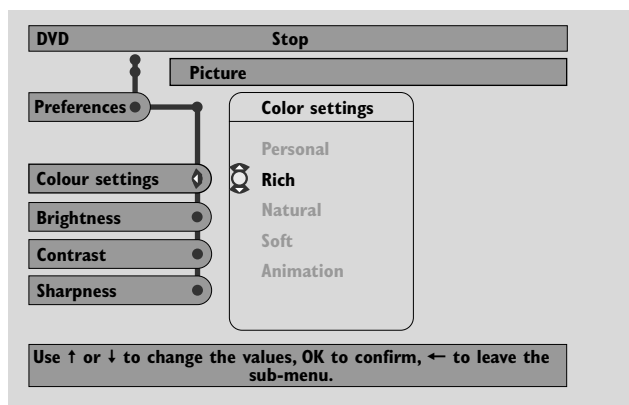 DVD Stop
Picture
Preferences
Color settings
Personal
Colour settings
Rich
Brightness
Natural
Soft
Contrast
Animation
Sharpness
Use ↑ or ↓ to change the values, OK to confirm, ← to leave the
sub-menu.